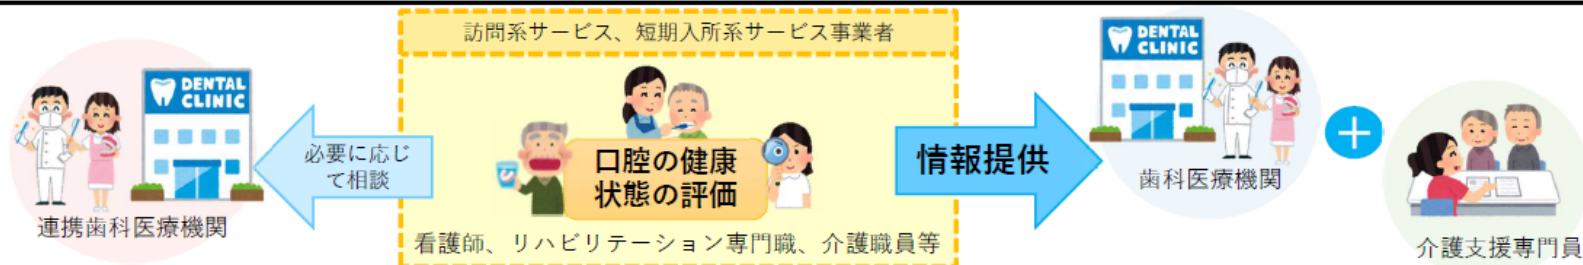 訪問系サービス、短期入所系サービス事業者
DENTAL
CLINIC
必要に応じ
て相談
連携歯科医療機関
口腔の健康
状態の評価
看護師、リハビリテーション専門職、介護職員等
情報提供
DENTAL
CLINIC
歯科医療機関
介護支援専門員